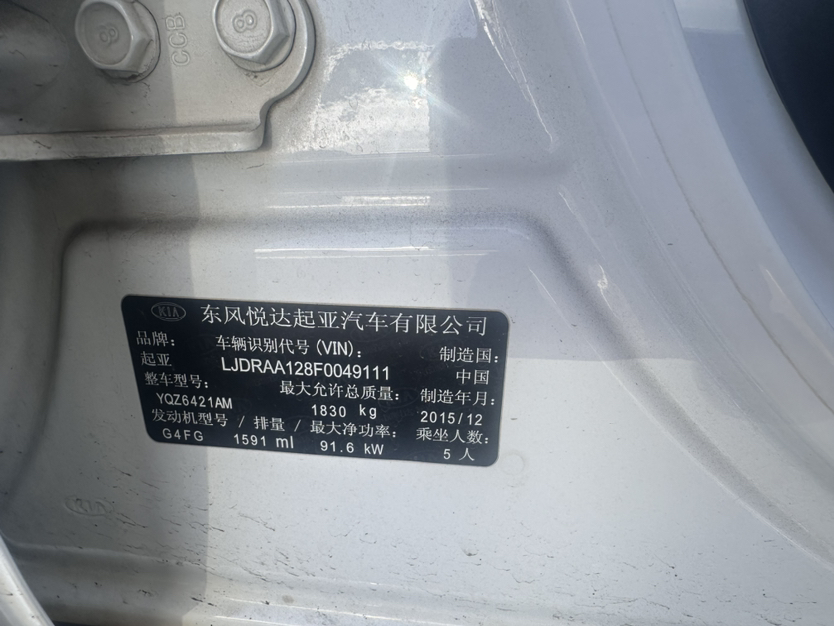 8
CCB
8
KIA 东风悦达起亚汽车有限公司
品牌: 车辆识别代号(VIN): 制造国:
起亚 LJDRAA128F0049111 中国
整车型号: 最大允许总质量: 制造年月:
YQZ6421AM 1830 kg 2015/12
发动机型号 / 排量 / 最大净功率: 乘坐人数:
G4FG 1591 ml 91.6 kW 5 人